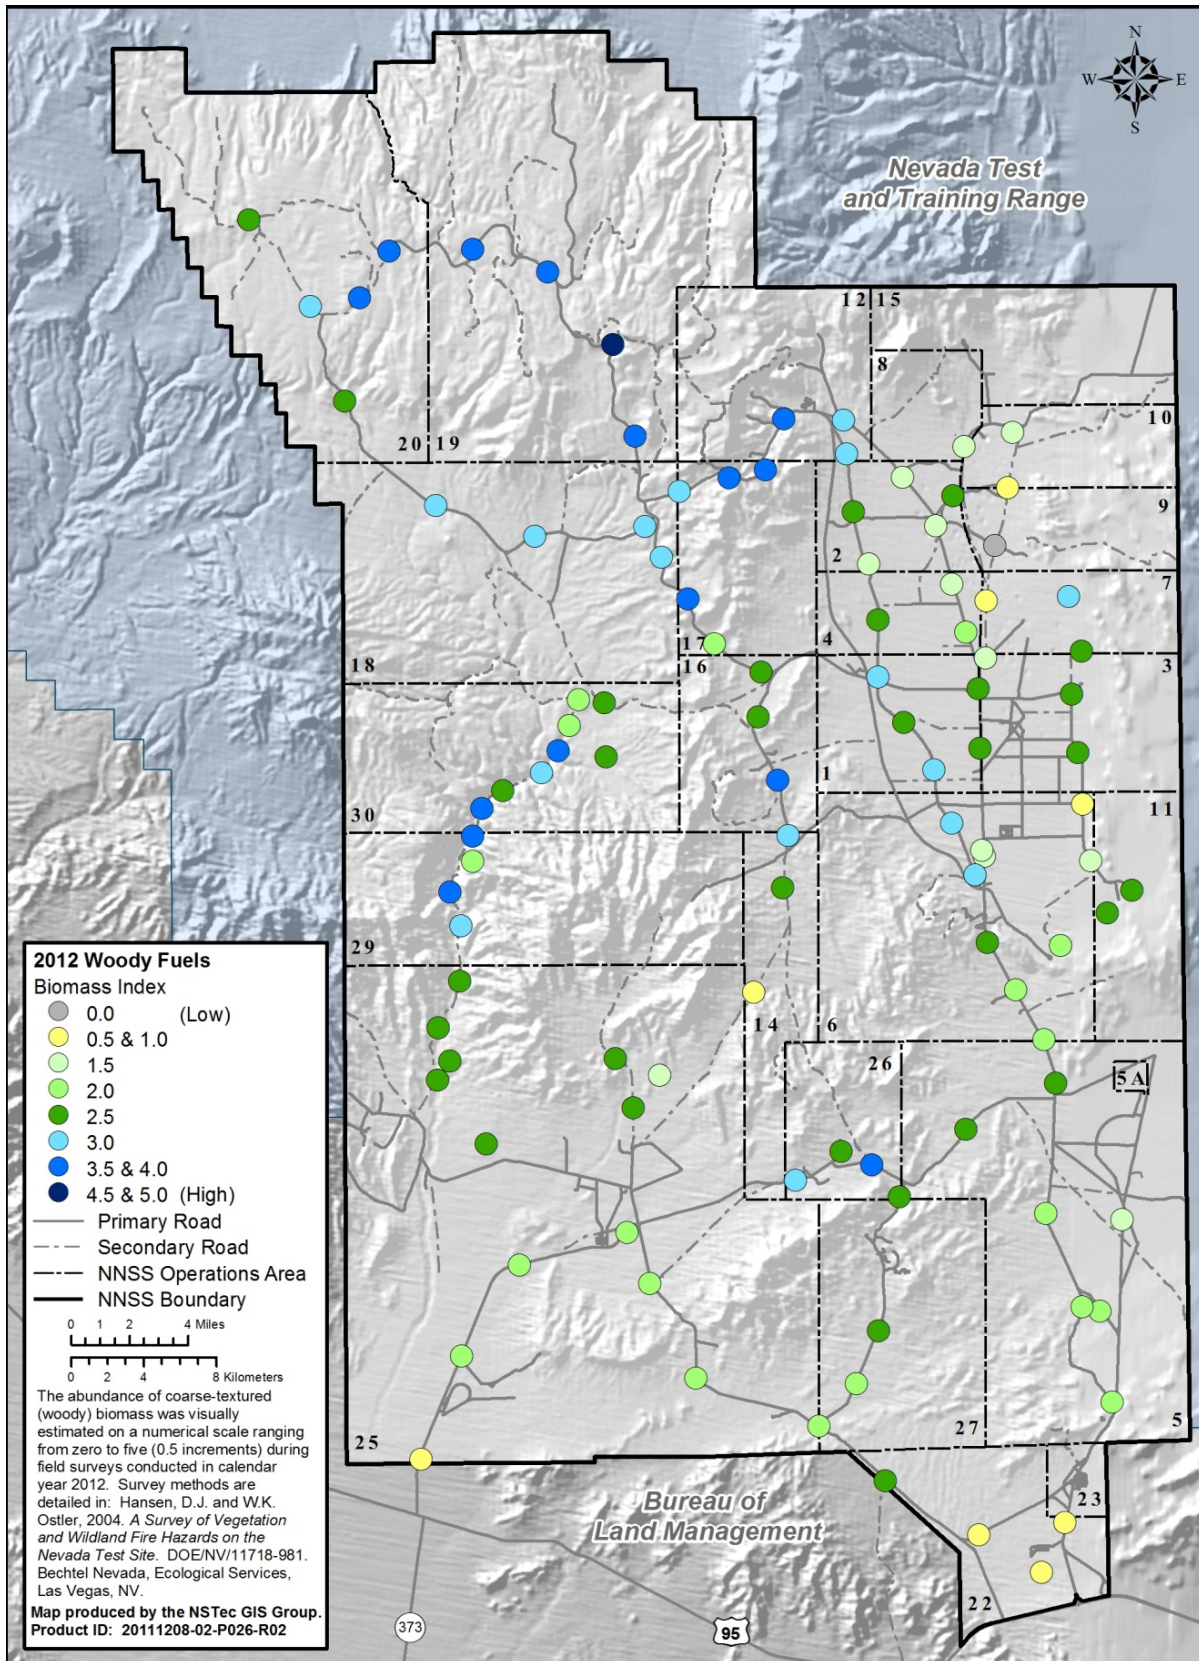 N
W E
S
Nevada Test
and Training Range
12 15
8
10
20 19
9
2
7
17
4
18
16
3
1
11
30
29
14
6
26
5A
25
27
5
23
22
Bureau of
Land Management
373
95
2012 Woody Fuels
Biomass Index
0.0 (Low)
0.5 & 1.0
1.5
2.0
2.5
3.0
3.5 & 4.0
4.5 & 5.0 (High)
Primary Road
Secondary Road
NNSS Operations Area
NNSS Boundary
0 1 2 4 Miles
0 2 4 8 Kilometers
The abundance of coarse-textured
(woody) biomass was visually
estimated on a numerical scale ranging
from zero to five (0.5 increments) during
field surveys conducted in calendar
year 2012. Survey methods are
detailed in: Hansen, D.J. and W.K.
Ostler, 2004. A Survey of Vegetation
and Wildland Fire Hazards on the
Nevada Test Site. DOE/NV/11718-981.
Bechtel Nevada, Ecological Services,
Las Vegas, NV.
Map produced by the NSTec GIS Group.
Product ID: 20111208-02-P026-R02